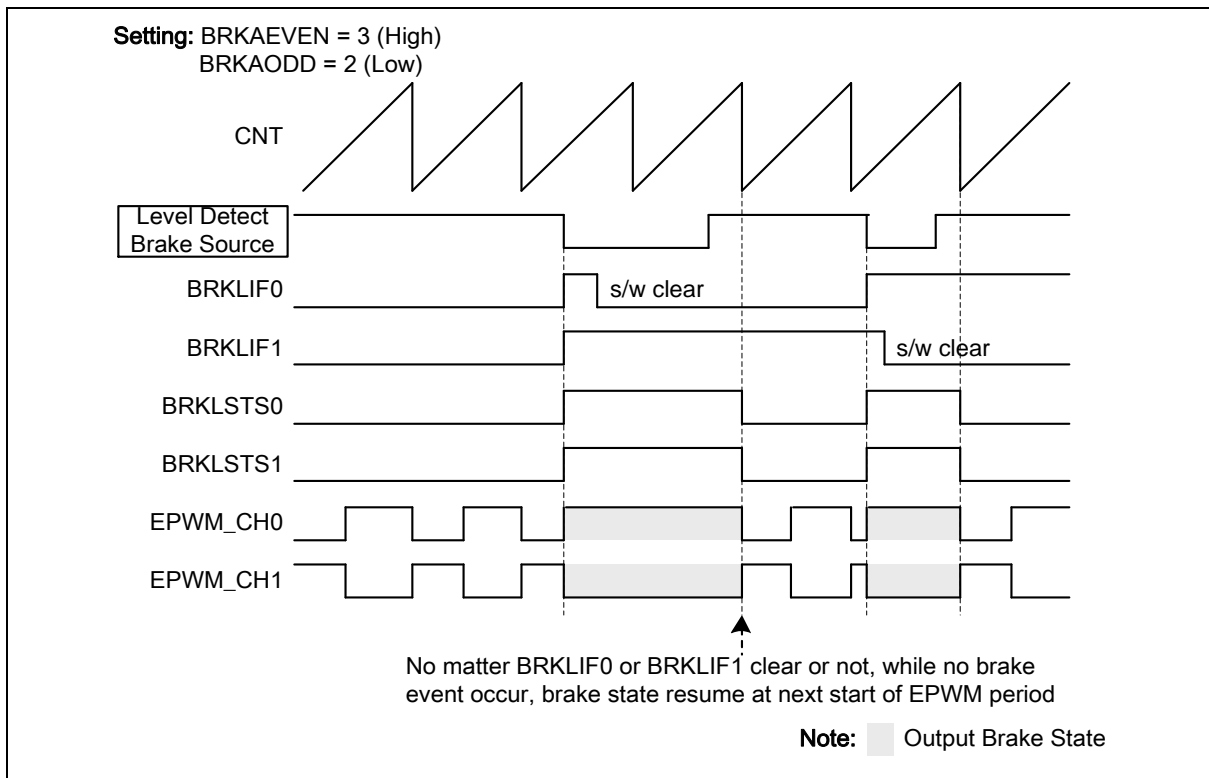 Setting: BRKAEVEN = 3 (High)
BRKAODD = 2 (Low)
CNT
Level Detect
Brake Source
BRKLIF0
s/w clear
BRKLIF1
s/w clear
BRKLSTS0
BRKLSTS1
EPWM_CH0
EPWM_CH1
No matter BRKLIF0 or BRKLIF1 clear or not, while no brake
event occur, brake state resume at next start of EPWM period
Note: Output Brake State